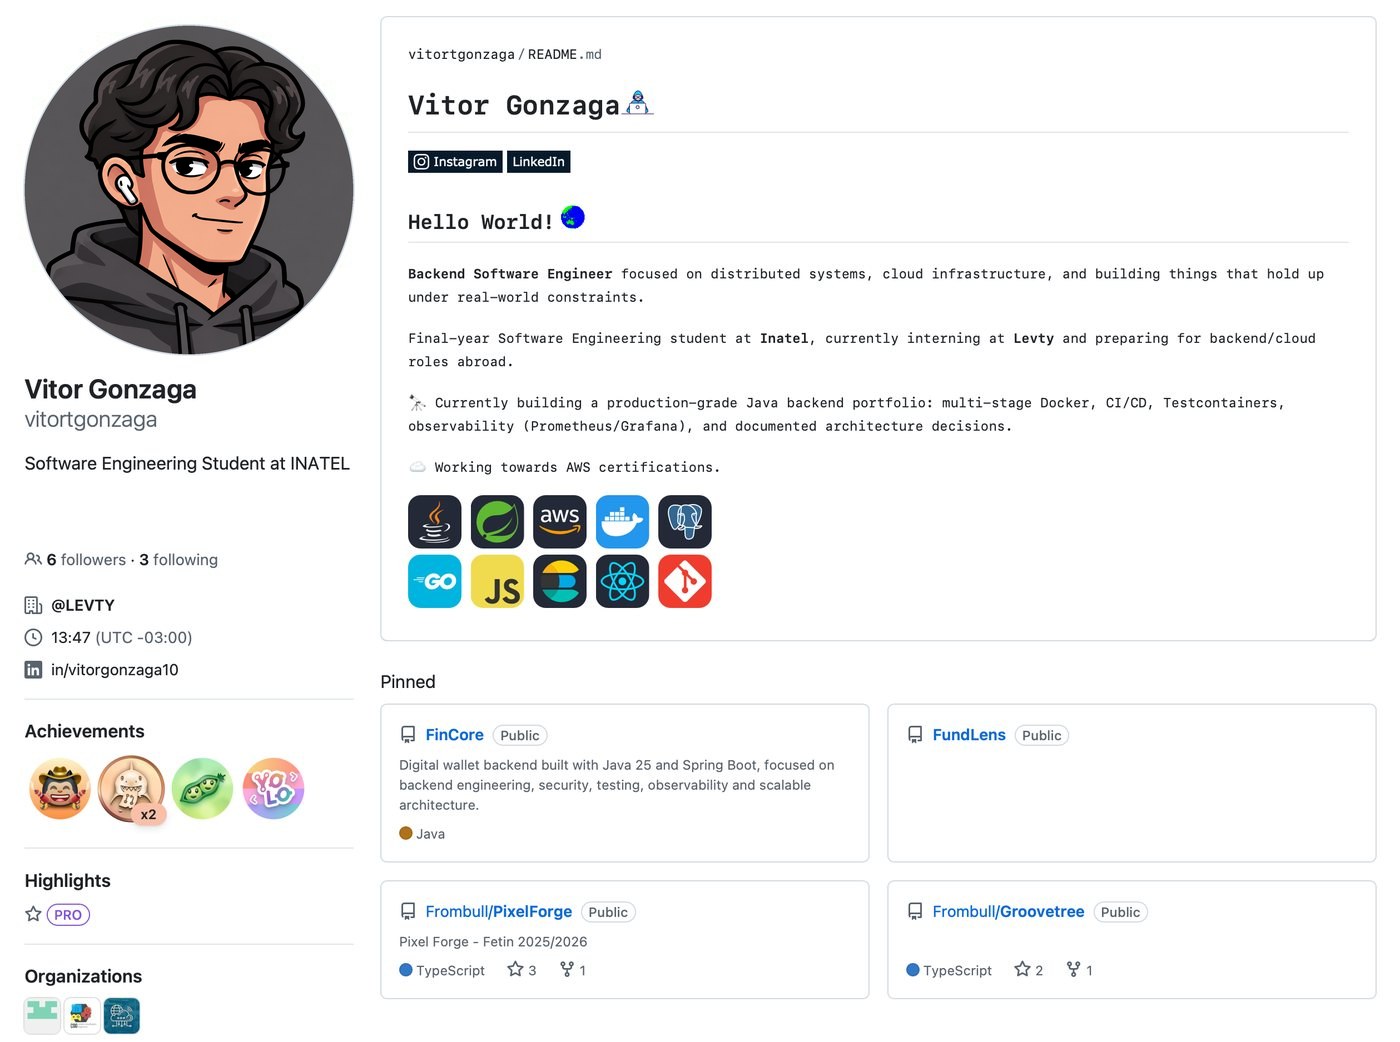 Vitor Gonzaga
vitortgonzaga
Software Engineering Student at INATEL
6 followers · 3 following
@LEVTY
13:47 (UTC -03:00)
in/vitorgonzaga10
Achievements
x2
YOLO
Highlights
PRO
Organizations
vitortgonzaga / README.md
Vitor Gonzaga
Instagram LinkedIn
Hello World!
Backend Software Engineer focused on distributed systems, cloud infrastructure, and building things that hold up
under real-world constraints.
Final-year Software Engineering student at Inatel, currently interning at Levty and preparing for backend/cloud
roles abroad.
Currently building a production-grade Java backend portfolio: multi-stage Docker, CI/CD, Testcontainers,
observability (Prometheus/Grafana), and documented architecture decisions.
Working towards AWS certifications.
aws
GO JS
Pinned
FinCore Public
Digital wallet backend built with Java 25 and Spring Boot, focused on
backend engineering, security, testing, observability and scalable
architecture.
Java
FundLens Public
Frombull/PixelForge Public
Pixel Forge - Fetin 2025/2026
TypeScript 3 1
Frombull/Groovetree Public
TypeScript 2 1